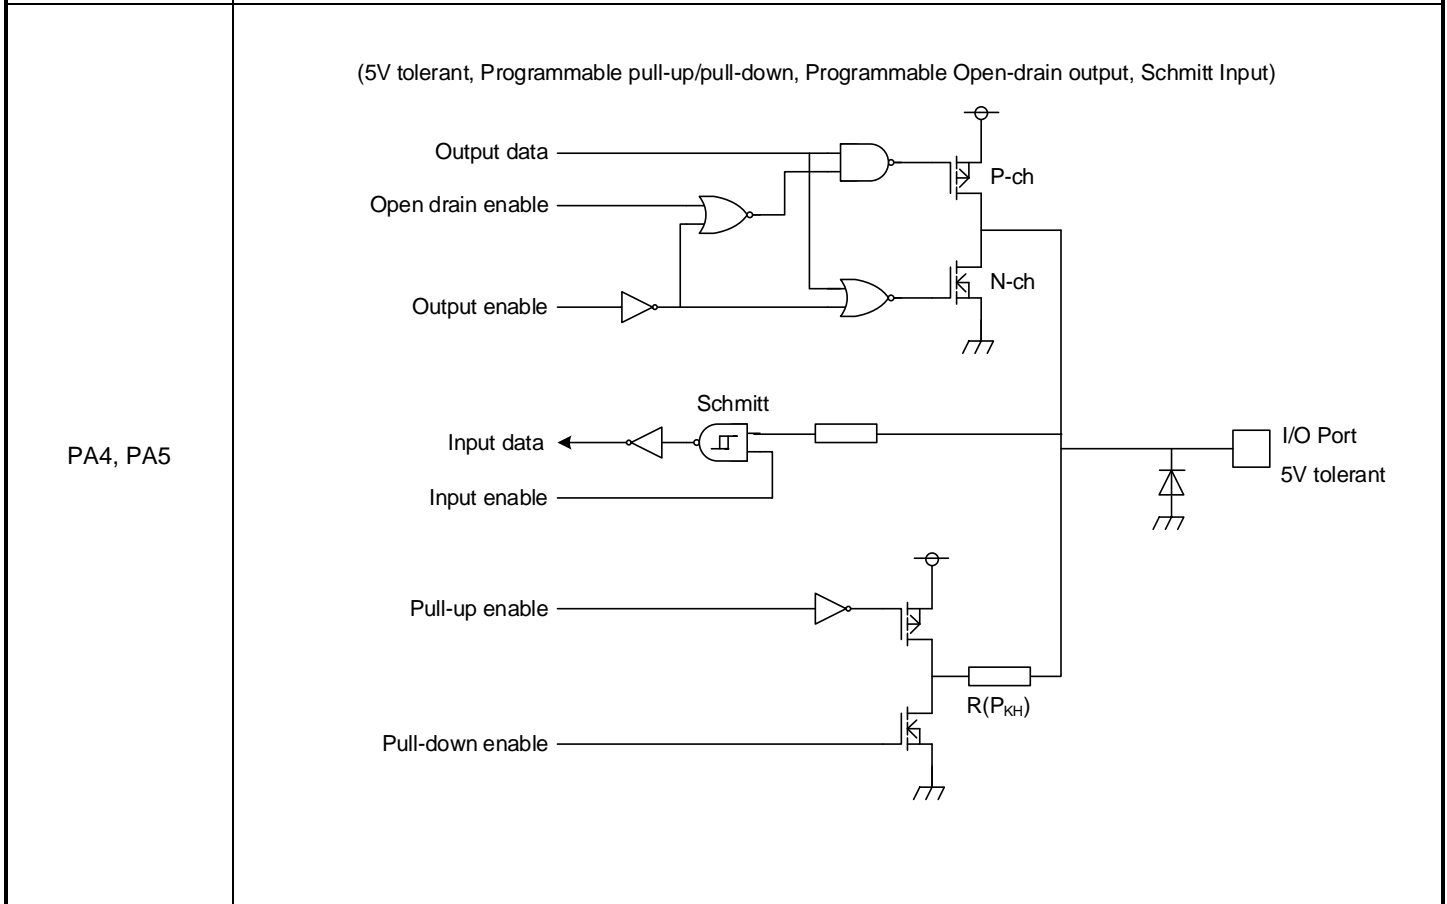 (5V tolerant, Programmable pull-up/pull-down, Programmable Open-drain output, Schmitt Input)
Output data
P-ch
Open drain enable
N-ch
Output enable
Schmitt
Input data
I/O Port
PA4, PA5
5V tolerant
Input enable
Pull-up enable
R(PKH)
Pull-down enable